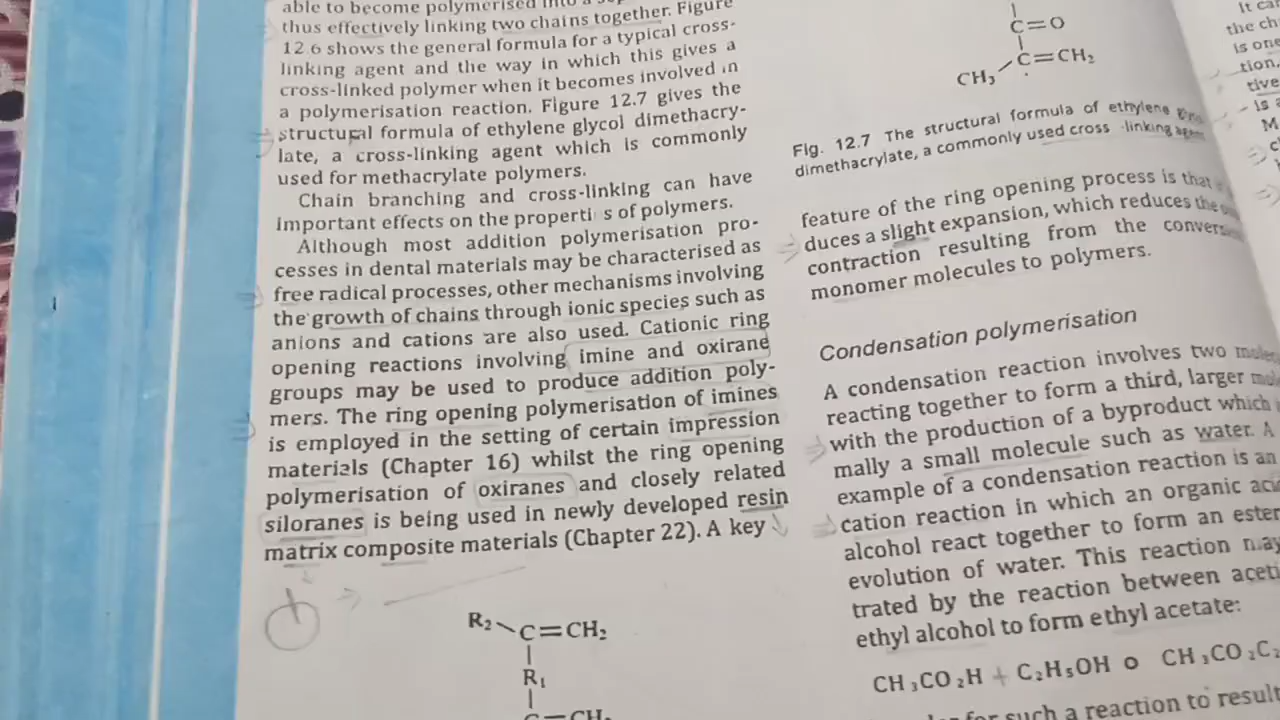 able to become polymerised into a
thus effectively linking two chains together. Figure
12.6 shows the general formula for a typical cross-
linking agent and the way in which this gives a
cross-linked polymer when it becomes involved in
a polymerisation reaction. Figure 12.7 gives the
structural formula of ethylene glycol dimethacry-
late, a cross-linking agent which is commonly
used for methacrylate polymers.
Chain branching and cross-linking can have
important effects on the properti s of polymers.
Although most addition polymerisation pro-
cesses in dental materials may be characterised as
free radical processes, other mechanisms involving
the growth of chains through ionic species such as
anions and cations are also used. Cationic ring
opening reactions involving imine and oxirane
groups may be used to produce addition poly-
mers. The ring opening polymerisation of imines
is employed in the setting of certain impression
materials (Chapter 16) whilst the ring opening
polymerisation of oxiranes and closely related
siloranes is being used in newly developed resin
matrix composite materials (Chapter 22). A key
R₂ C=CH₂
R₁
C=CH₂
C=O
C=CH₂
CH₃
Fig. 12.7 The structural formula of ethylene
dimethacrylate, a commonly used cross -linking agent
feature of the ring opening process is that
duces a slight expansion, which reduces the
contraction resulting from the
monomer molecules to polymers.
Condensation polymerisation
A condensation reaction involves two
reacting together to form a third, larger
with the production of a byproduct which
mally a small molecule such as water. A
example of a condensation reaction is an
cation reaction in which an organic
alcohol react together to form an ester
evolution of water. This reaction may
trated by the reaction between
ethyl alcohol to form ethyl acetate:
CH₃CO₂H + C₂H₅OH o CH₃CO₂C₂
for such a reaction to result
the ch
is one
tion.
tive
is
M